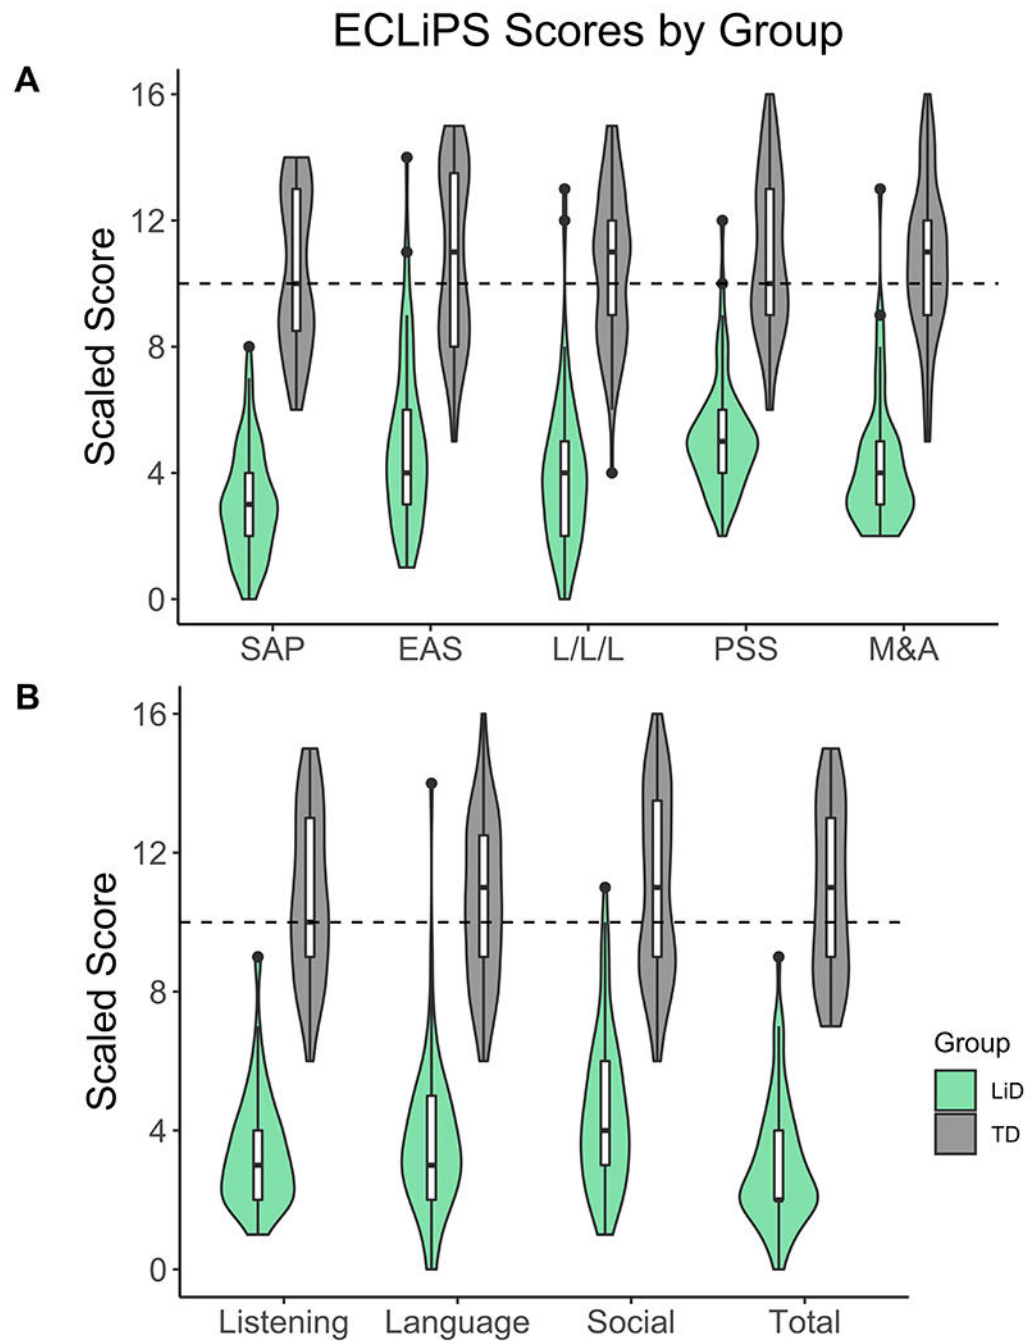 ECLiPS Scores by Group
A
16
12
8
4
0
Scaled Score
SAP EAS L/L/L PSS M&A
B
16
12
8
4
0
Scaled Score
Listening Language Social Total
Group
LiD
TD